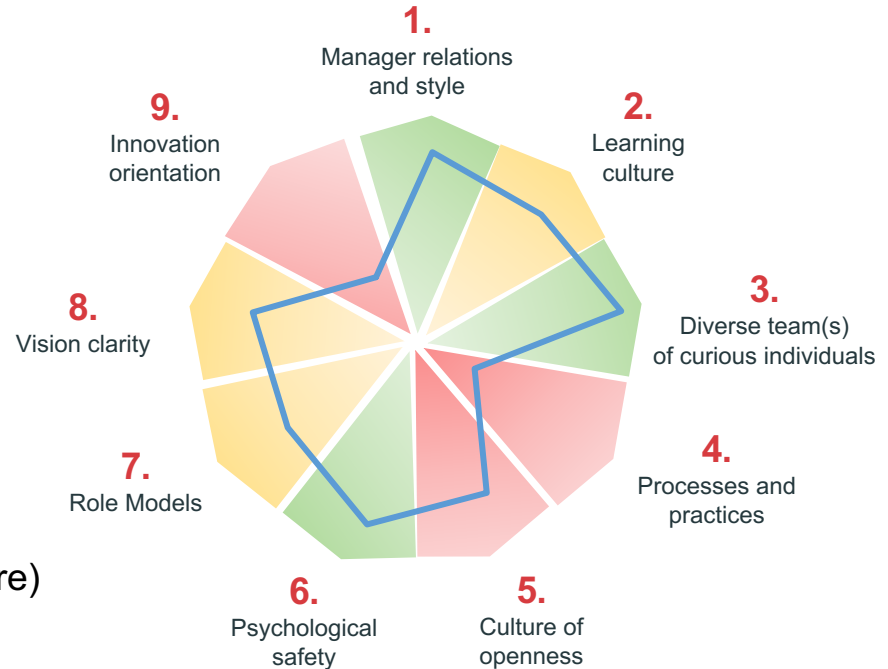 1.
Manager relations
and style
2.
Learning
culture
3.
Diverse team(s)
of curious individuals
4.
Processes and
practices
5.
Culture of
openness
6.
Psychological
safety
7.
Role Models
8.
Vision clarity
9.
Innovation
orientation
re)